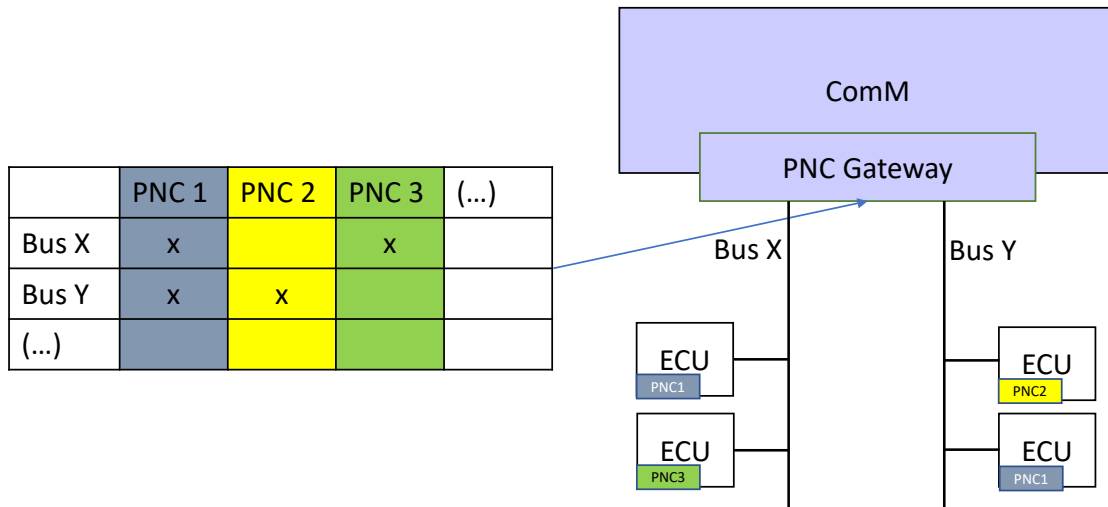 ComM
PNC Gateway
PNC 1 PNC 2 PNC 3 (...)
Bus X x x
Bus Y x x
(...)
Bus X Bus Y
ECU
PNC1
ECU
PNC3
ECU
PNC2
ECU
PNC1